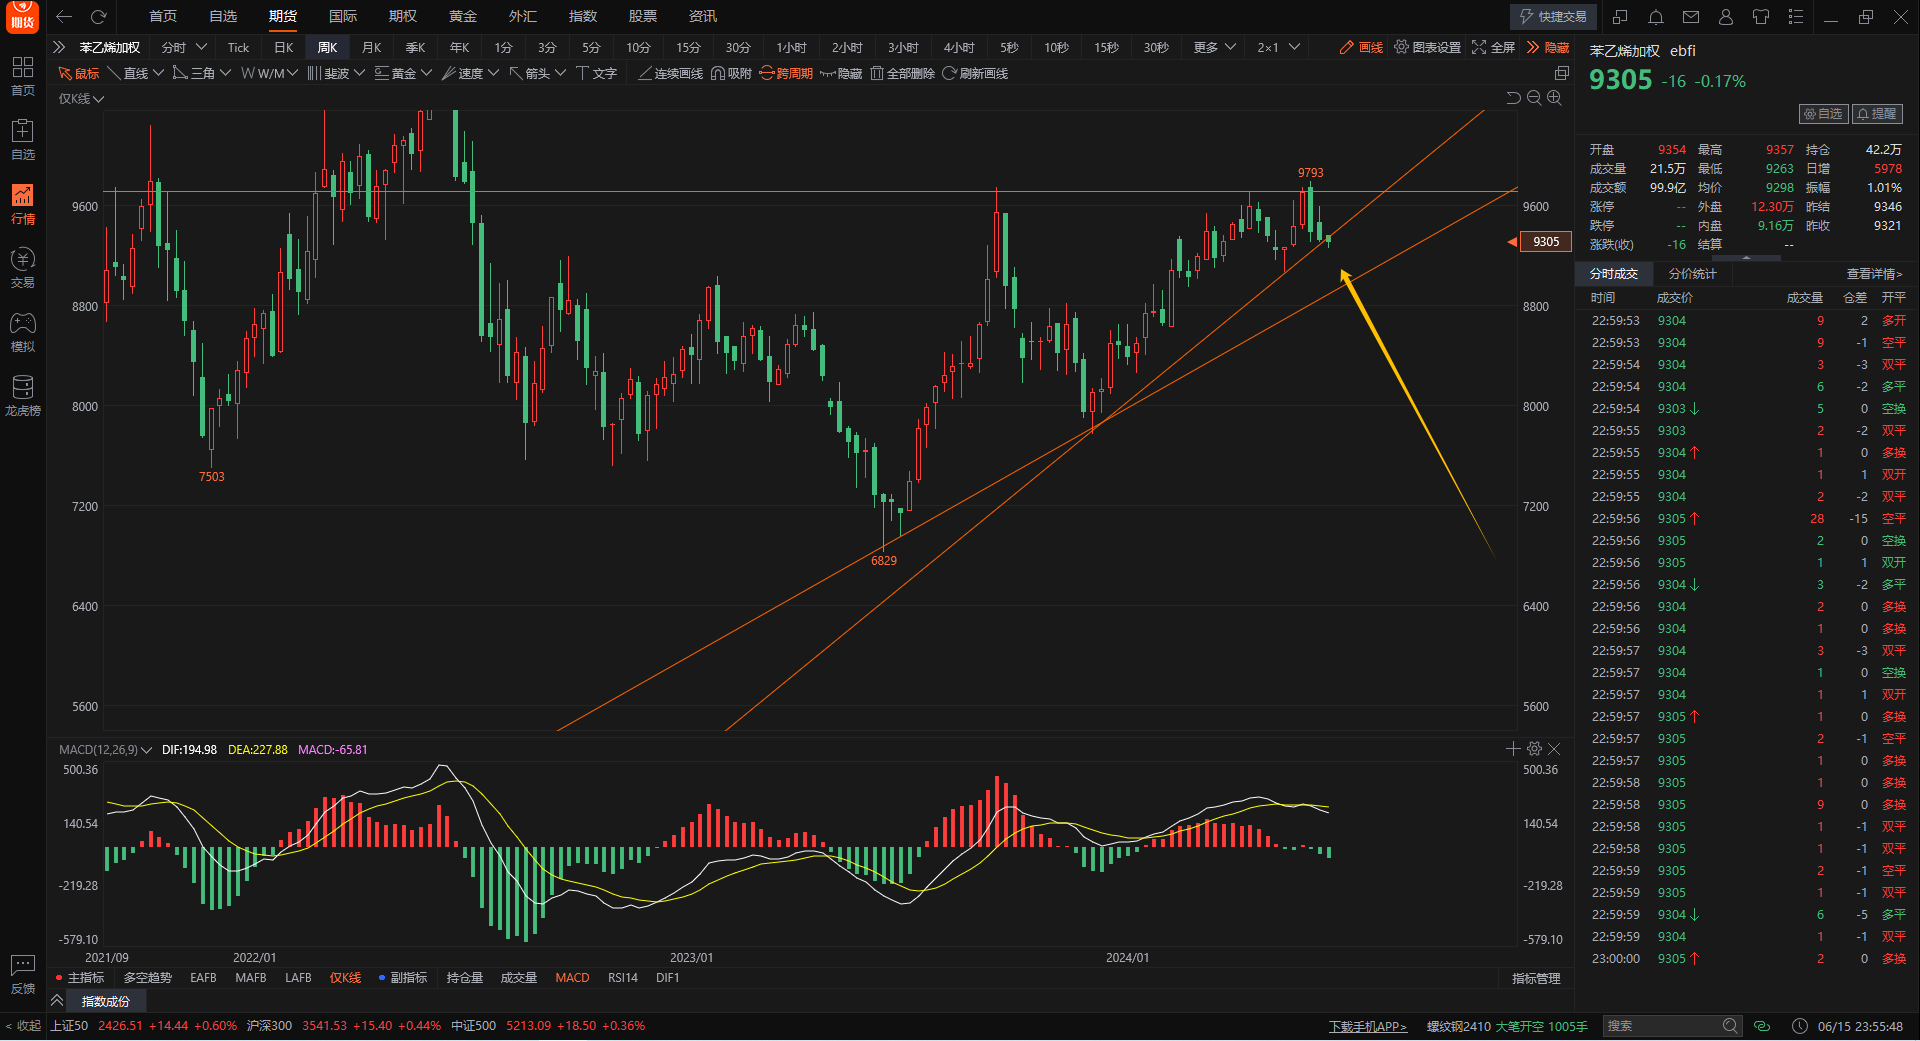 期货 首页 自选 期货 国际 期权 黄金 外汇 指数 股票 资讯 快捷交易
苯乙烯加权 分时 Tick 日K 周K 月K 季K 年K 1分 3分 5分 10分 15分 30分 1小时 2小时 3小时 4小时 5秒 10秒 15秒 30秒 更多 2×1 画线 图表设置 全屏 隐藏
鼠标 直线 三角 W/M 斐波 黄金 速度 箭头 文字 连续画线 吸附 跨周期 隐藏 全部删除 刷新画线
仅K线
首页
自选
行情
交易
模拟
龙虎榜
反馈
< 收起
9793
9600 9600
9305
8800 8800
8000 8000
7503
7200 7200
6829
6400 6400
5600 5600
MACD(12,26,9) DIF:194.98 DEA:227.88 MACD:-65.81
500.36 500.36
140.54 140.54
-219.28 -219.28
-579.10 -579.10
2021/09 2022/01 2023/01 2024/01
主指标 多空趋势 EAFB MAFB LAFB 仅K线 副指标 持仓量 成交量 MACD RSI14 DIF1 指标管理
指数成份
苯乙烯加权 ebfi
9305 -16 -0.17%
自选 提醒
开盘 9354 最高 9357 持仓 42.2万
成交量 21.5万 最低 9263 日增 5978
成交额 99.9亿 均价 9298 振幅 1.01%
涨停 -- 外盘 12.30万 昨结 9346
跌停 -- 内盘 9.16万 昨收 9321
涨跌(收) -16 结算 --
分时成交 分价统计 查看详情>
时间 成交价 成交量 仓差 开平
22:59:53 9304 9 2 多开
22:59:53 9304 9 -1 空平
22:59:54 9304 3 -3 双平
22:59:54 9304 6 -2 多平
22:59:54 9303↓ 5 0 空换
22:59:55 9303 2 -2 双平
22:59:55 9304↑ 1 0 多换
22:59:55 9304 1 1 双开
22:59:55 9304 2 -2 双平
22:59:56 9305↑ 28 -15 空平
22:59:56 9305 2 0 空换
22:59:56 9305 1 1 双开
22:59:56 9304↓ 3 -2 多平
22:59:56 9304 2 0 多换
22:59:56 9304 1 0 多换
22:59:57 9304 3 -3 双平
22:59:57 9304 1 0 空换
22:59:57 9304 1 1 双开
22:59:57 9305↑ 1 0 多换
22:59:57 9305 2 -1 空平
22:59:57 9305 1 0 多换
22:59:58 9305 1 0 多换
22:59:58 9305 9 0 多换
22:59:58 9305 1 -1 双平
22:59:58 9305 1 -1 双平
22:59:59 9305 2 -1 空平
22:59:59 9305 1 -1 双平
22:59:59 9304↓ 6 -5 多平
22:59:59 9304 1 -1 双平
23:00:00 9305↑ 2 0 多换
上证50 2426.51 +14.44 +0.60% 沪深300 3541.53 +15.40 +0.44% 中证500 5213.09 +18.50 +0.36% 下载手机APP> 螺纹钢2410 大笔开空 1005手 搜索 06/15 23:55:48